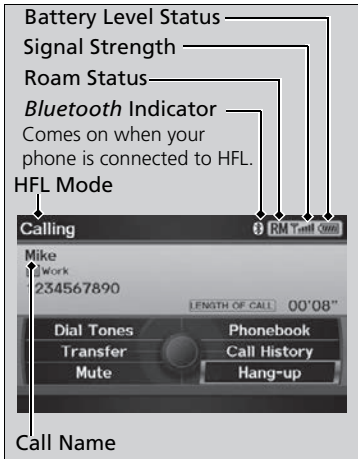 Battery Level Status
Signal Strength
Roam Status
Bluetooth Indicator
Comes on when your
phone is connected to HFL.
HFL Mode
Calling
RM
Mike
Work
1234567890
LENGTH OF CALL 00'08"
Dial Tones Phonebook
Transfer Call History
Mute Hang-up
Call Name